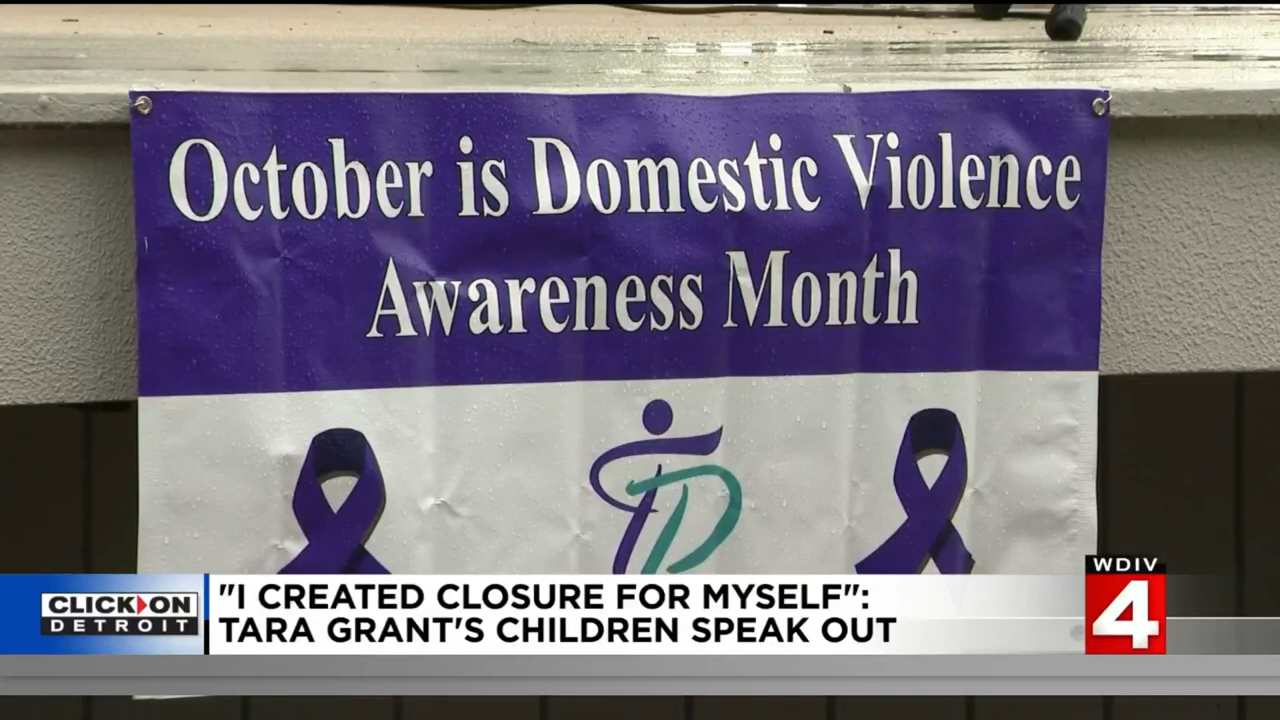 October is Domestic Violence
Awareness Month
TD
CLICK ON
DETROIT
"I CREATED CLOSURE FOR MYSELF":
TARA GRANT'S CHILDREN SPEAK OUT
WDIV
4